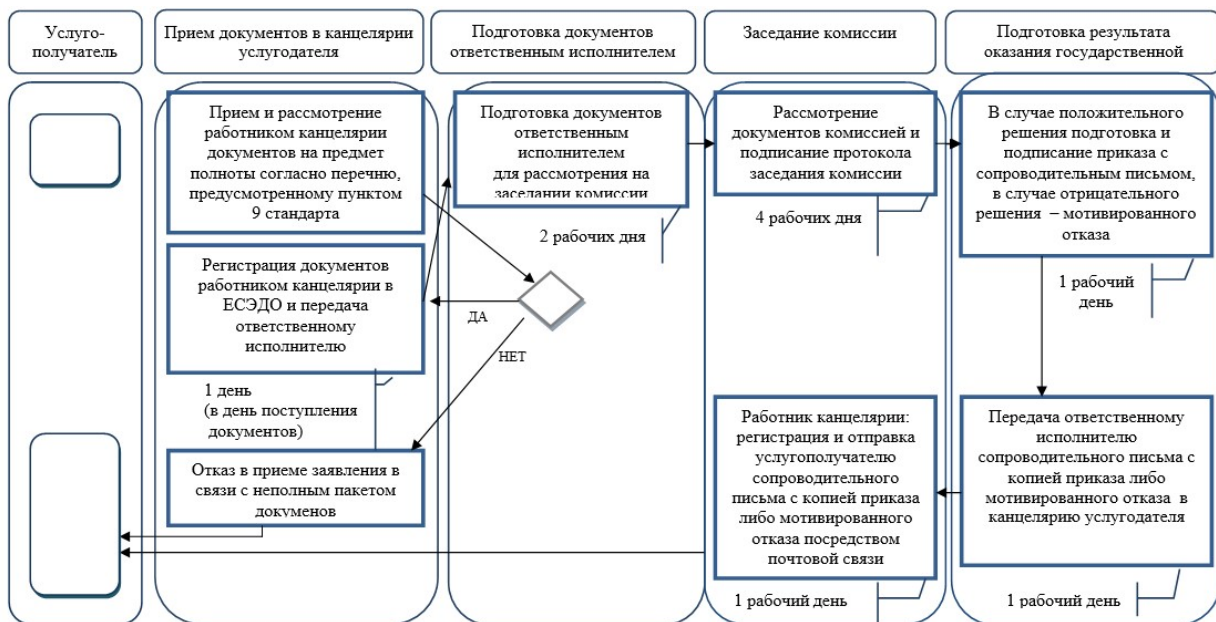 Услуго-
получатель
Прием документов в канцелярии
услугодателя
Подготовка документов
ответственным исполнителем
Заседание комиссии
Подготовка результата
оказания государственной
Прием и рассмотрение
работником канцелярии
документов на предмет
полноты согласно перечню,
предусмотренному пунктом
9 стандарта
Подготовка документов
ответственным
исполнителем
для рассмотрения на
заседании комиссии
2 рабочих дня
Рассмотрение
документов комиссией и
подписание протокола
заседания комиссии
4 рабочих дня
В случае положительного
решения подготовка и
подписание приказа с
сопроводительным письмом,
в случае отрицательного
решения – мотивированного
отказа
1 рабочий
день
Регистрация документов
работником канцелярии в
ЕСЭДО и передача
ответственному
исполнителю
ДА
НЕТ
1 день
(в день поступления
документов)
Отказ в приеме заявления в
связи с неполным пакетом
докуменов
Работник канцелярии:
регистрация и отправка
услугополучателю
сопроводительного
письма с копией приказа
либо мотивированного
отказа посредством
почтовой связи
1 рабочий день
Передача ответственному
исполнителю
сопроводительного письма с
копией приказа либо
мотивированного отказа в
канцелярию услугодателя
1 рабочий день